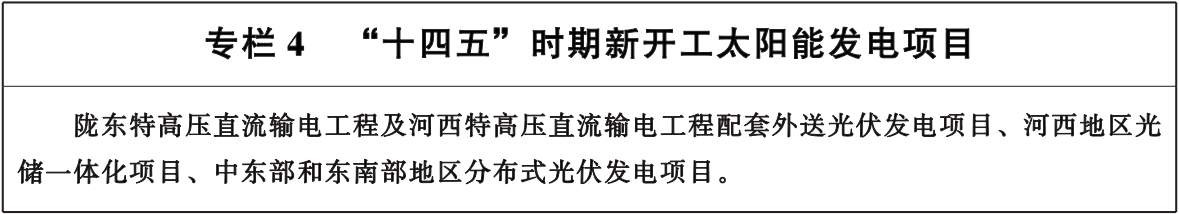 专栏 4　“十四五”时期新开工太阳能发电项目
陇东特高压直流输电工程及河西特高压直流输电工程配套外送光伏发电项目、河西地区光
储一体化项目、中东部和东南部地区分布式光伏发电项目。